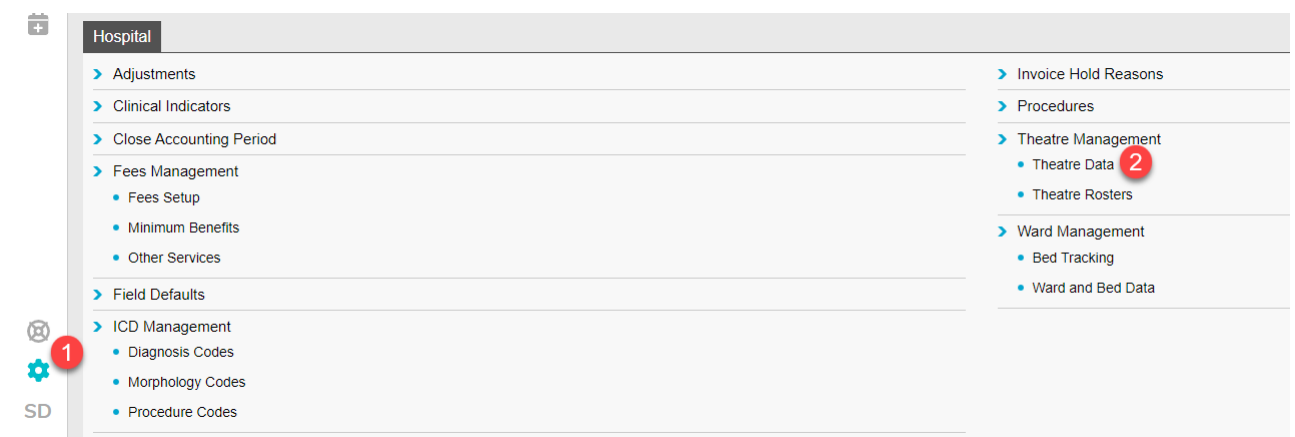 Hospital
Adjustments
Clinical Indicators
Close Accounting Period
Fees Management
Fees Setup
Minimum Benefits
Other Services
Field Defaults
ICD Management
Diagnosis Codes
Morphology Codes
Procedure Codes
Invoice Hold Reasons
Procedures
Theatre Management
Theatre Data 2
Theatre Rosters
Ward Management
Bed Tracking
Ward and Bed Data
1
SD